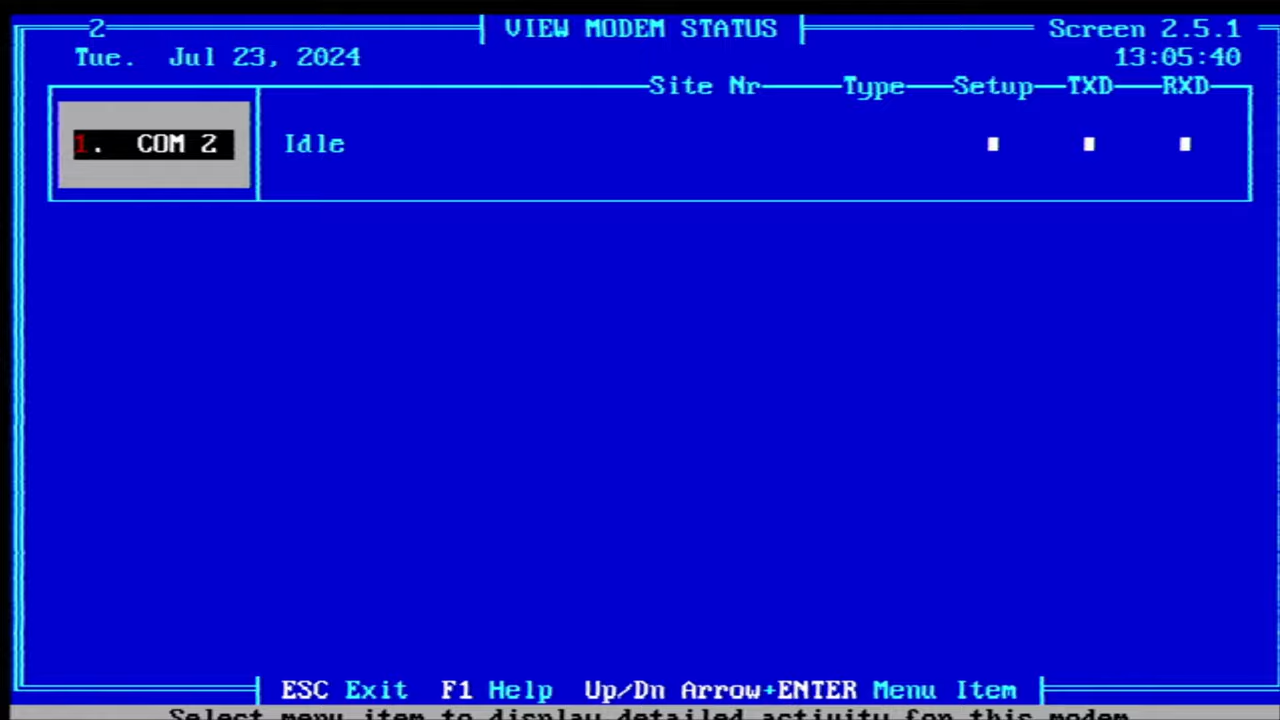 2 VIEW MODEM STATUS Screen 2.5.1
Tue. Jul 23, 2024 13:05:40
Site Nr Type Setup TXD RXD
1. COM 2 Idle
ESC Exit F1 Help Up/Dn Arrow+ENTER Menu Item
Select menu item to display detailed activity for this modem